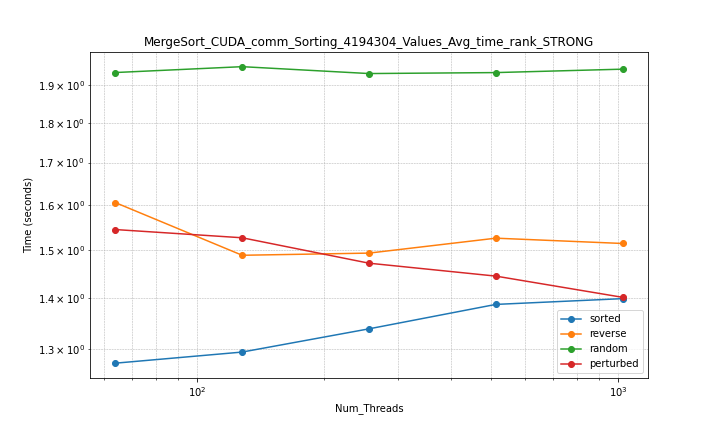 MergeSort_CUDA_comm_Sorting_4194304_Values_Avg_time_rank_STRONG
1.9 × 10⁰
1.8 × 10⁰
1.7 × 10⁰
1.6 × 10⁰
1.5 × 10⁰
1.4 × 10⁰
1.3 × 10⁰
Time (seconds)
sorted
reverse
random
perturbed
10²
10³
Num_Threads